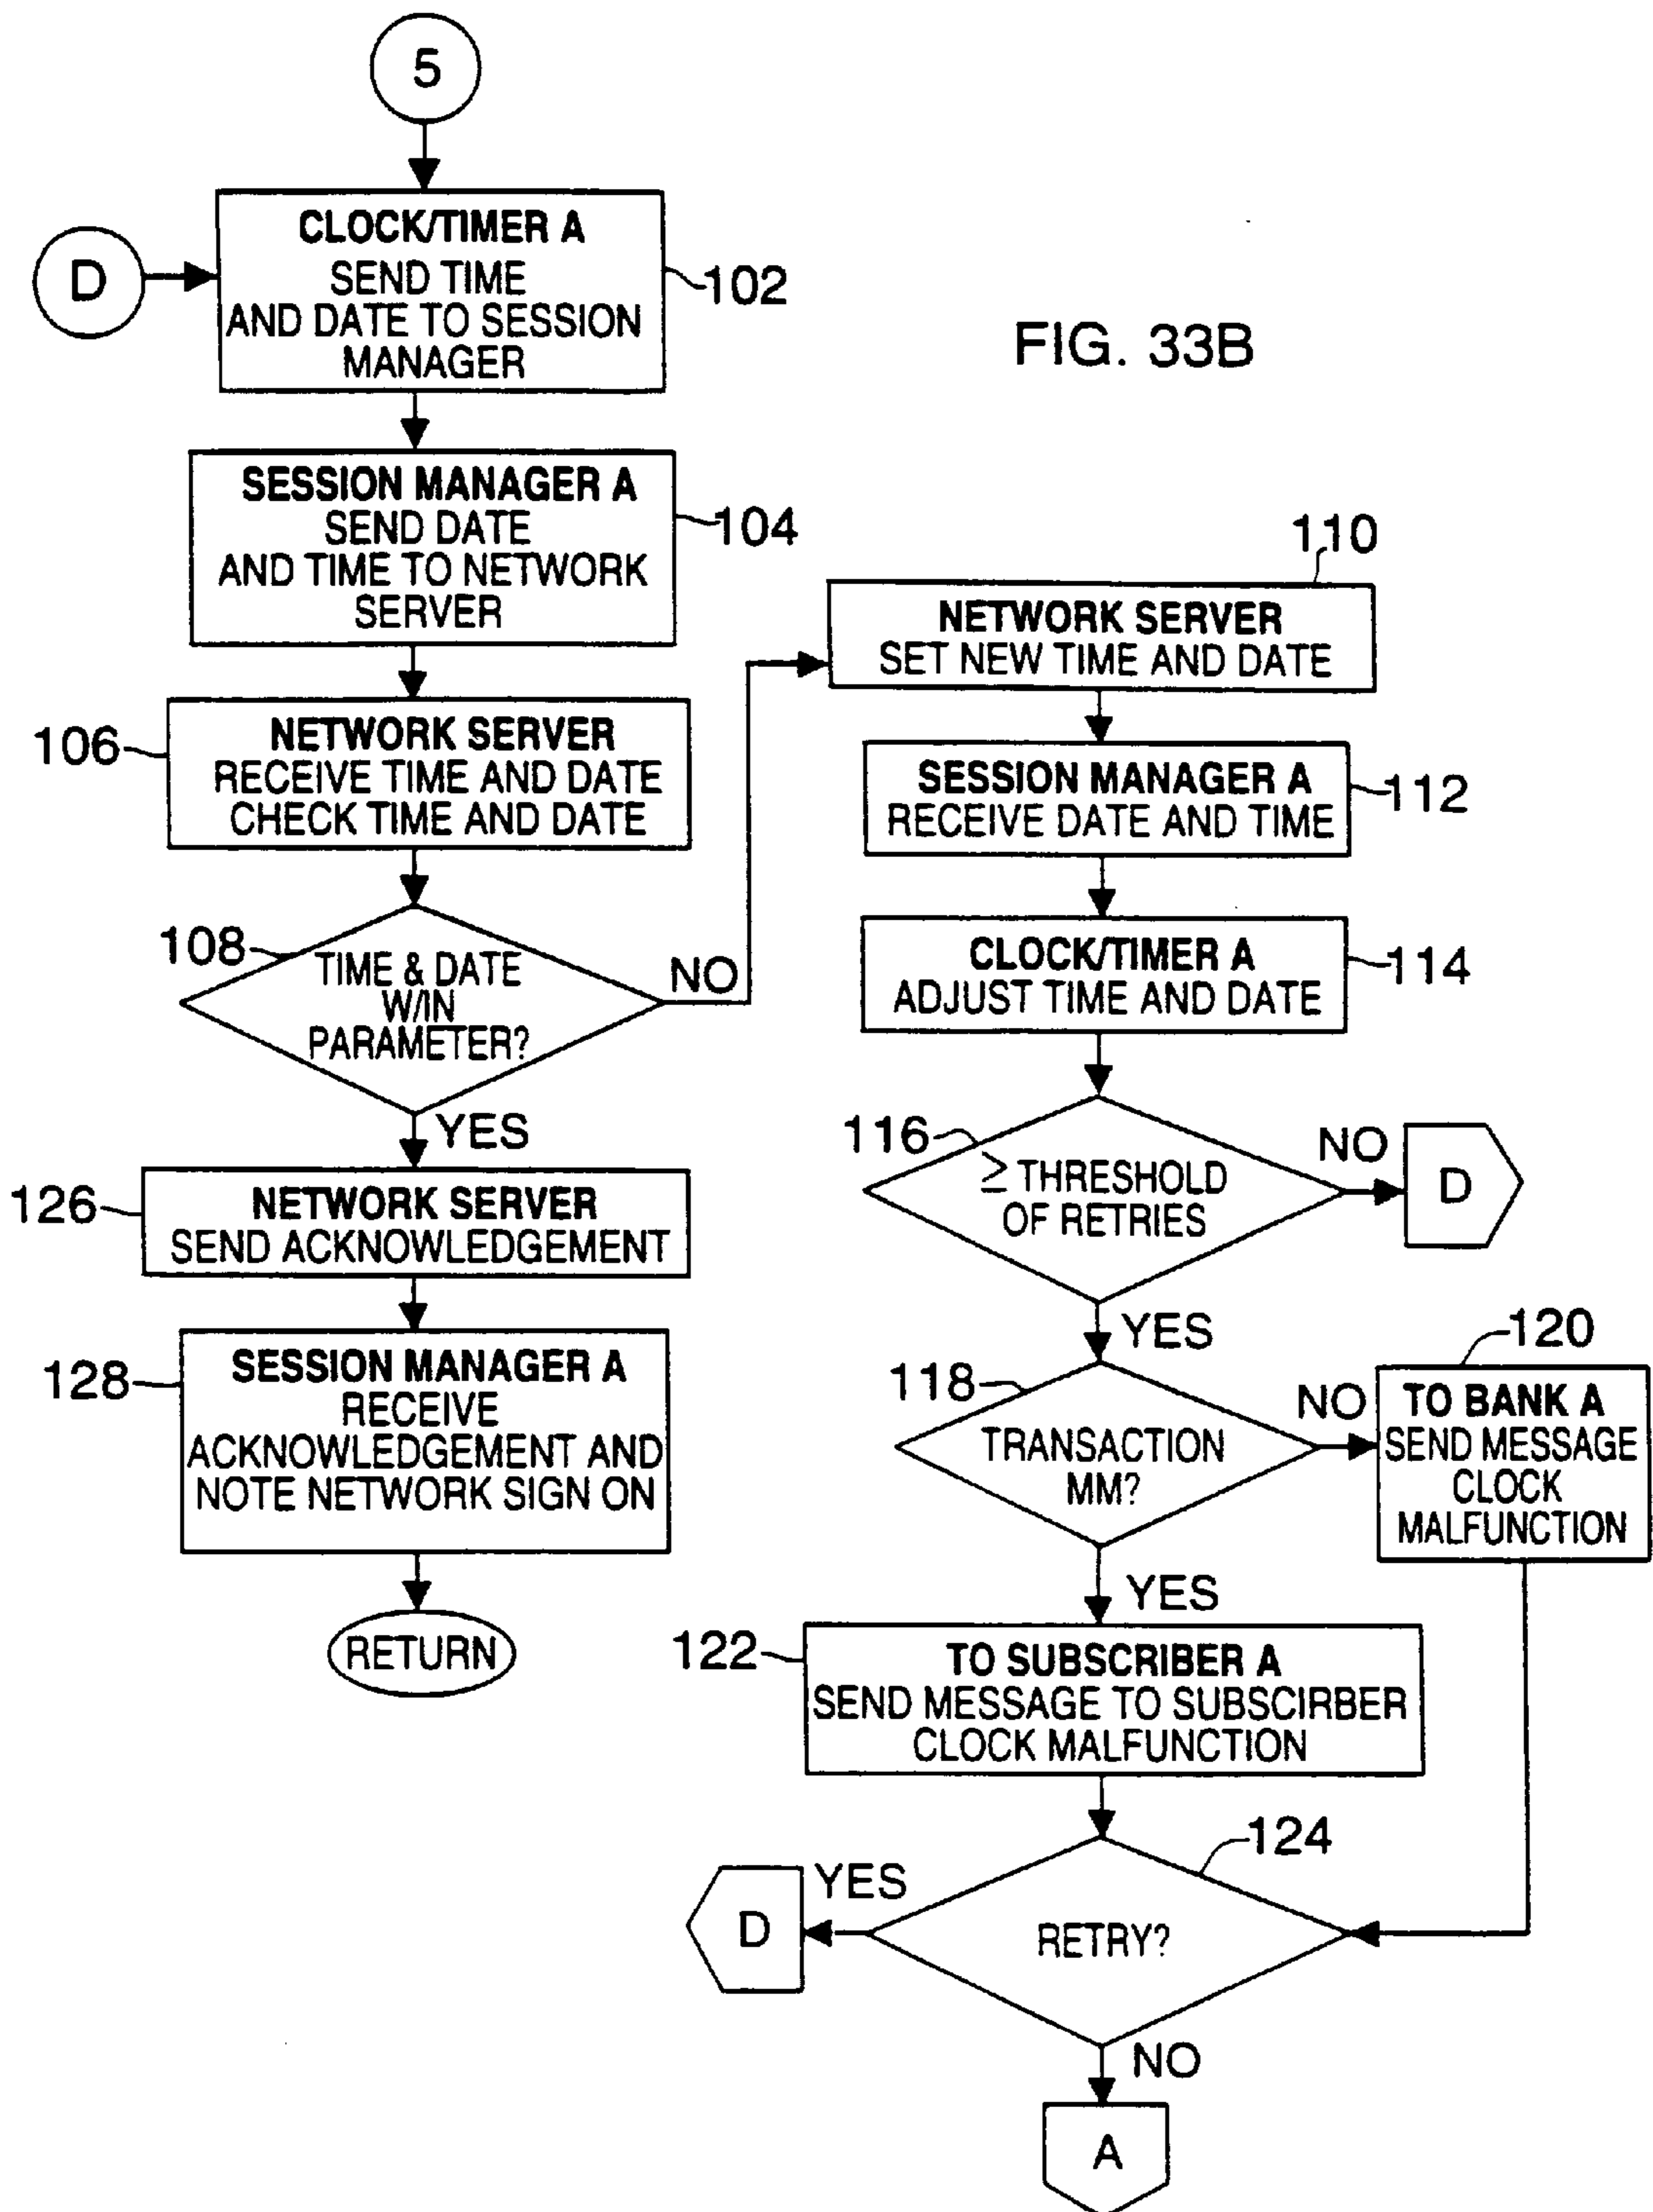 5
D
CLOCK/TIMER A
SEND TIME
AND DATE TO SESSION
MANAGER
102
FIG. 33B
SESSION MANAGER A
SEND DATE
AND TIME TO NETWORK
SERVER
104
NETWORK SERVER
RECEIVE TIME AND DATE
CHECK TIME AND DATE
106
108
TIME & DATE
W/IN
PARAMETER?
NO
YES
126
NETWORK SERVER
SEND ACKNOWLEDGEMENT
128
SESSION MANAGER A
RECEIVE
ACKNOWLEDGEMENT AND
NOTE NETWORK SIGN ON
RETURN
110
NETWORK SERVER
SET NEW TIME AND DATE
SESSION MANAGER A
RECEIVE DATE AND TIME
112
CLOCK/TIMER A
ADJUST TIME AND DATE
114
116
≥ THRESHOLD
OF RETRIES
NO
D
YES
118
TRANSACTION
MM?
NO
120
TO BANK A
SEND MESSAGE
CLOCK
MALFUNCTION
YES
122
TO SUBSCRIBER A
SEND MESSAGE TO SUBSCIRBER
CLOCK MALFUNCTION
124
RETRY?
YES
D
NO
A